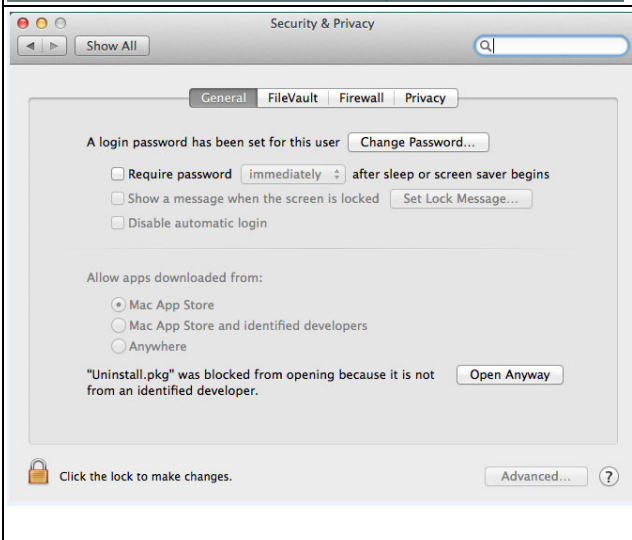 Security & Privacy
Show All
General FileVault Firewall Privacy
A login password has been set for this user Change Password...
Require password immediately after sleep or screen saver begins
Show a message when the screen is locked Set Lock Message...
Disable automatic login
Allow apps downloaded from:
Mac App Store
Mac App Store and identified developers
Anywhere
"Uninstall.pkg" was blocked from opening because it is not Open Anyway
from an identified developer.
Click the lock to make changes. Advanced... ?